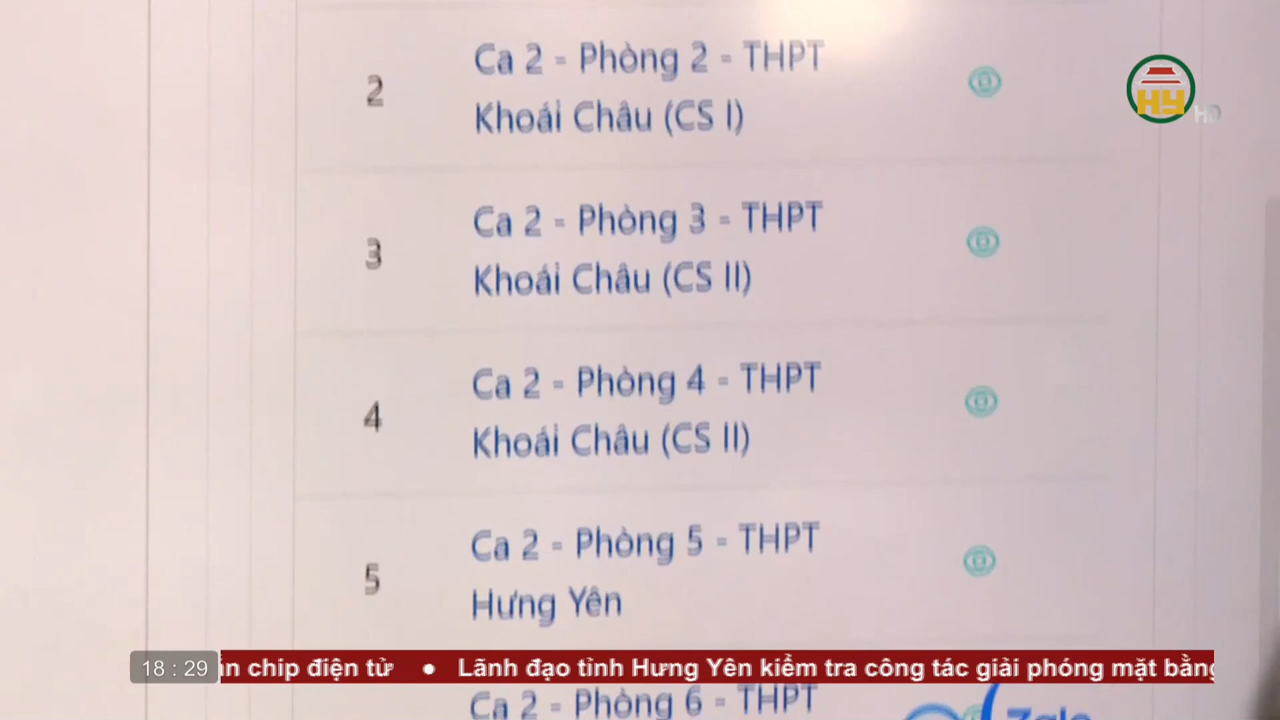 2
Ca 2 - Phòng 2 - THPT
Khoái Châu (CS I)
HY
HD
3
Ca 2 - Phòng 3 - THPT
Khoái Châu (CS II)
4
Ca 2 - Phòng 4 - THPT
Khoái Châu (CS II)
5
Ca 2 - Phòng 5 - THPT
Hưng Yên
18 : 29
chip điện tử ● Lãnh đạo tỉnh Hưng Yên kiểm tra công tác giải phóng mặt bằng
Ca 2 - Phòng 6 - THPT
Zalo